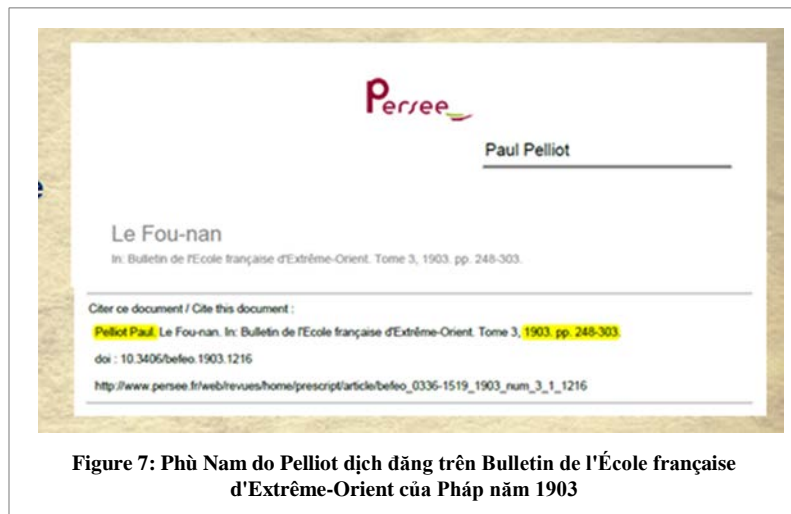 Persee
Paul Pelliot
Le Fou-nan
In: Bulletin de l'Ecole française d'Extrême-Orient. Tome 3, 1903. pp. 248-303.
Citer ce document / Cite this document :
Pelliot Paul. Le Fou-nan. In: Bulletin de l'Ecole française d'Extrême-Orient. Tome 3, 1903. pp. 248-303.
doi : 10.3406/befeo.1903.1216
http://www.persee.fr/web/revues/home/prescript/article/befeo_0336-1519_1903_num_3_1_1216
Figure 7: Phù Nam do Pelliot dịch đăng trên Bulletin de l'École française
d'Extrême-Orient của Pháp năm 1903